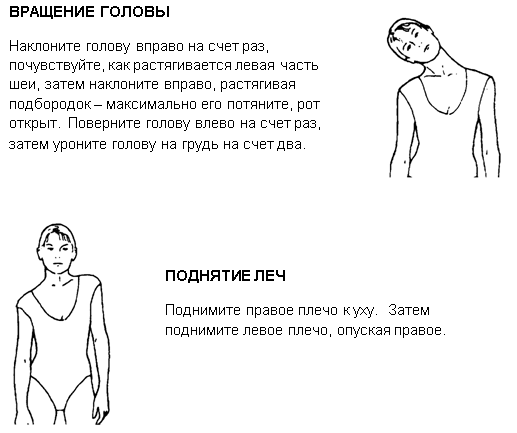 ВРАЩЕНИЕ ГОЛОВЫ
Наклоните голову вправо на счет раз,
почувствуйте, как растягивается левая часть
шеи, затем наклоните вправо, растягивая
подбородок – максимально его потяните, рот
открыт. Поверните голову влево на счет раз,
затем уроните голову на грудь на счет два.
ПОДНЯТИЕ ЛЕЧ
Поднимите правое плечо к уху. Затем
поднимите левое плечо, опуская правое.